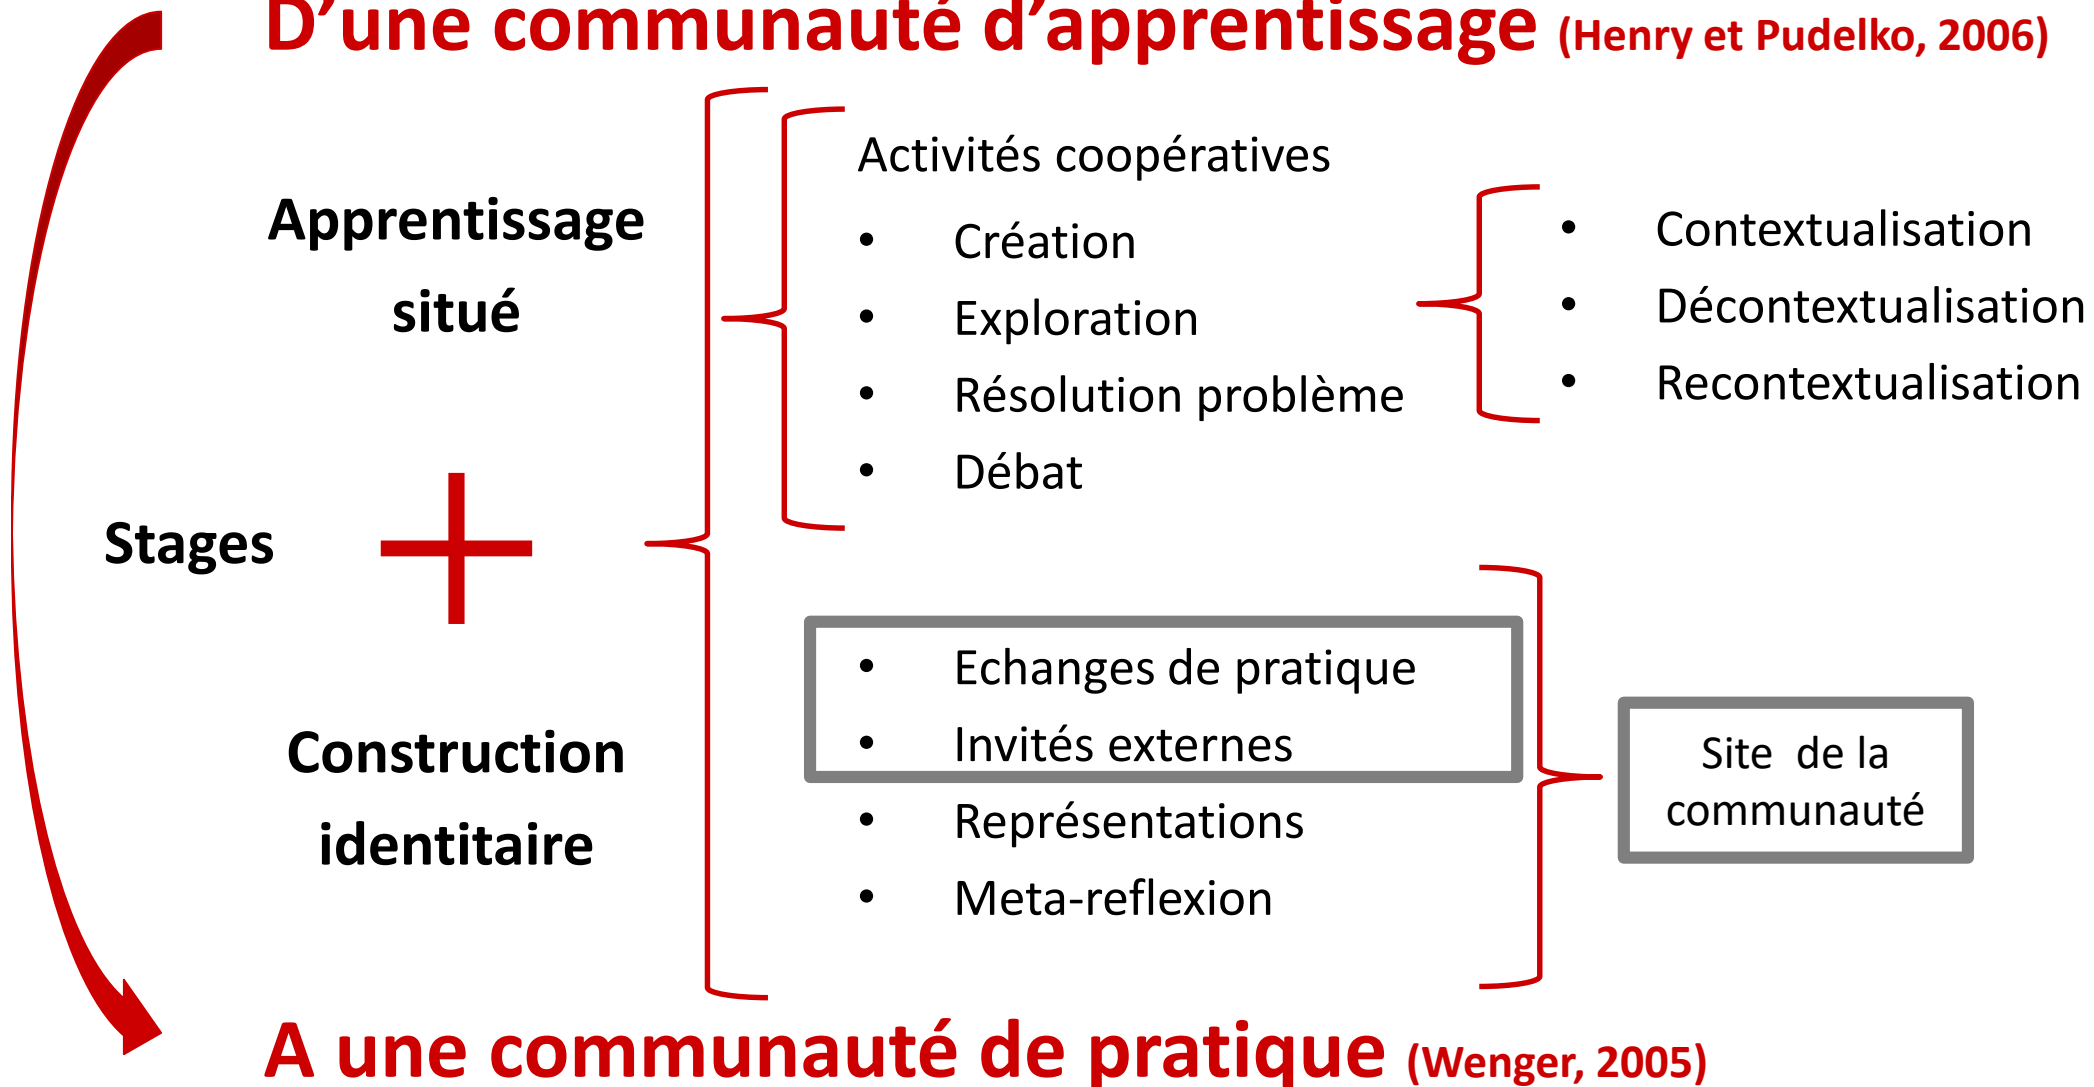 D’une communauté d’apprentissage (Henry et Pudelko, 2006)
Apprentissage
situé
Stages
Construction
identitaire
Activités coopératives
• Création
• Exploration
• Résolution problème
• Débat
• Contextualisation
• Décontextualisation
• Recontextualisation
• Echanges de pratique
• Invités externes
• Représentations
• Meta-reflexion
Site de la
communauté
A une communauté de pratique (Wenger, 2005)